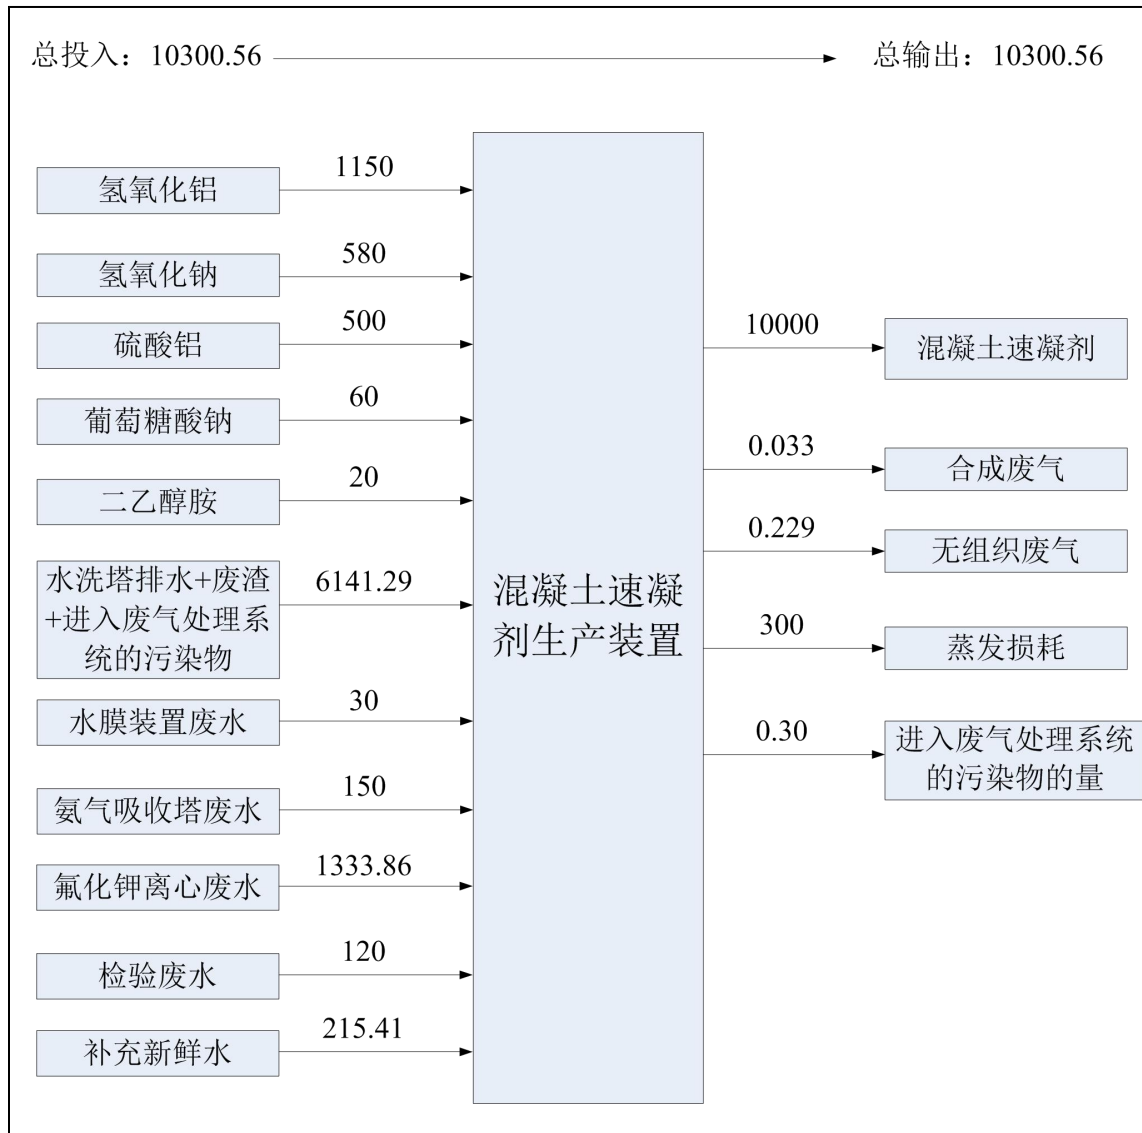 总投入：10300.56
总输出：10300.56
1150
氢氧化铝
580
氢氧化钠
500
硫酸铝
60
葡萄糖酸钠
20
二乙醇胺
6141.29
水洗塔排水+废渣
+进入废气处理系
统的污染物
30
水膜装置废水
150
氨气吸收塔废水
1333.86
氟化钾离心废水
120
检验废水
215.41
补充新鲜水
混凝土速凝
剂生产装置
10000
混凝土速凝剂
0.033
合成废气
0.229
无组织废气
300
蒸发损耗
0.30
进入废气处理系统
的污染物的量